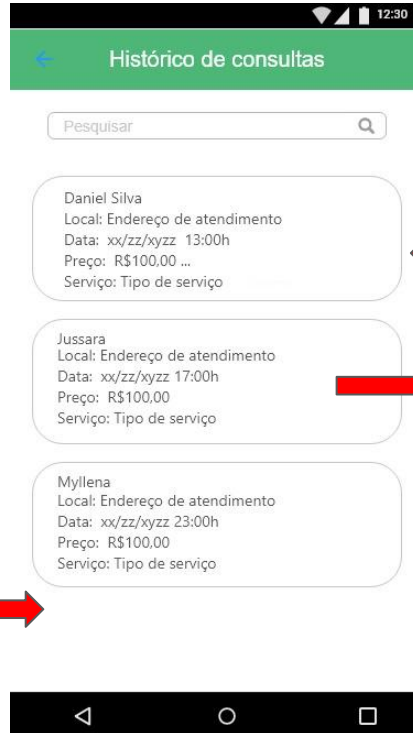 12:30
Histórico de consultas
Pesquisar
Daniel Silva
Local: Endereço de atendimento
Data: xx/zz/xyzz 13:00h
Preço: R$100,00 ...
Serviço: Tipo de serviço
Jussara
Local: Endereço de atendimento
Data: xx/zz/xyzz 17:00h
Preço: R$100,00
Serviço: Tipo de serviço
Myllena
Local: Endereço de atendimento
Data: xx/zz/xyzz 23:00h
Preço: R$100,00
Serviço: Tipo de serviço